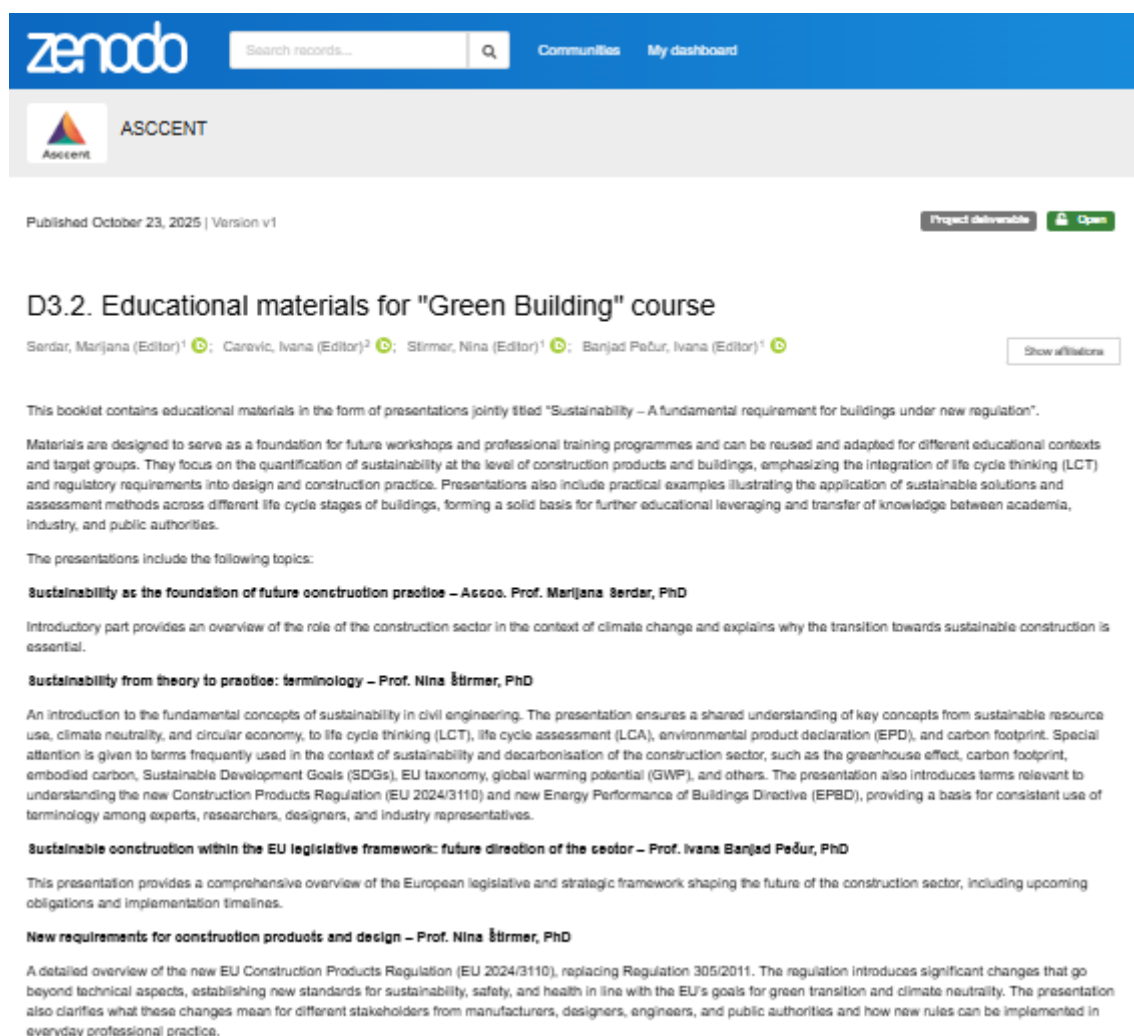 zenodo
Search records...
Communities
My dashboard
Asccent
ASCCENT
Published October 23, 2025 | Version v1
Project deliverable
Open
D3.2. Educational materials for "Green Building" course
Serdar, Marijana (Editor)1 iD; Carevic, Ivana (Editor)2 iD; Stirmer, Nina (Editor)1 iD; Banjad Pečur, Ivana (Editor)1 iD
Show affiliations
This booklet contains educational materials in the form of presentations jointly titled "Sustainability – A fundamental requirement for buildings under new regulation".
Materials are designed to serve as a foundation for future workshops and professional training programmes and can be reused and adapted for different educational contexts
and target groups. They focus on the quantification of sustainability at the level of construction products and buildings, emphasizing the integration of life cycle thinking (LCT)
and regulatory requirements into design and construction practice. Presentations also include practical examples illustrating the application of sustainable solutions and
assessment methods across different life cycle stages of buildings, forming a solid basis for further educational leveraging and transfer of knowledge between academia,
industry, and public authorities.
The presentations include the following topics:
Sustainability as the foundation of future construction practice – Assoc. Prof. Marijana Serdar, PhD
Introductory part provides an overview of the role of the construction sector in the context of climate change and explains why the transition towards sustainable construction is
essential.
Sustainability from theory to practice: terminology – Prof. Nina Štirmer, PhD
An introduction to the fundamental concepts of sustainability in civil engineering. The presentation ensures a shared understanding of key concepts from sustainable resource
use, climate neutrality, and circular economy, to life cycle thinking (LCT), life cycle assessment (LCA), environmental product declaration (EPD), and carbon footprint. Special
attention is given to terms frequently used in the context of sustainability and decarbonisation of the construction sector, such as the greenhouse effect, carbon footprint,
embodied carbon, Sustainable Development Goals (SDGs), EU taxonomy, global warming potential (GWP), and others. The presentation also introduces terms relevant to
understanding the new Construction Products Regulation (EU 2024/3110) and new Energy Performance of Buildings Directive (EPBD), providing a basis for consistent use of
terminology among experts, researchers, designers, and industry representatives.
Sustainable construction within the EU legislative framework: future direction of the sector – Prof. Ivana Banjad Pečur, PhD
This presentation provides a comprehensive overview of the European legislative and strategic framework shaping the future of the construction sector, including upcoming
obligations and implementation timelines.
New requirements for construction products and design – Prof. Nina Štirmer, PhD
A detailed overview of the new EU Construction Products Regulation (EU 2024/3110), replacing Regulation 305/2011. The regulation introduces significant changes that go
beyond technical aspects, establishing new standards for sustainability, safety, and health in line with the EU's goals for green transition and climate neutrality. The presentation
also clarifies what these changes mean for different stakeholders from manufacturers, designers, engineers, and public authorities and how new rules can be implemented in
everyday professional practice.